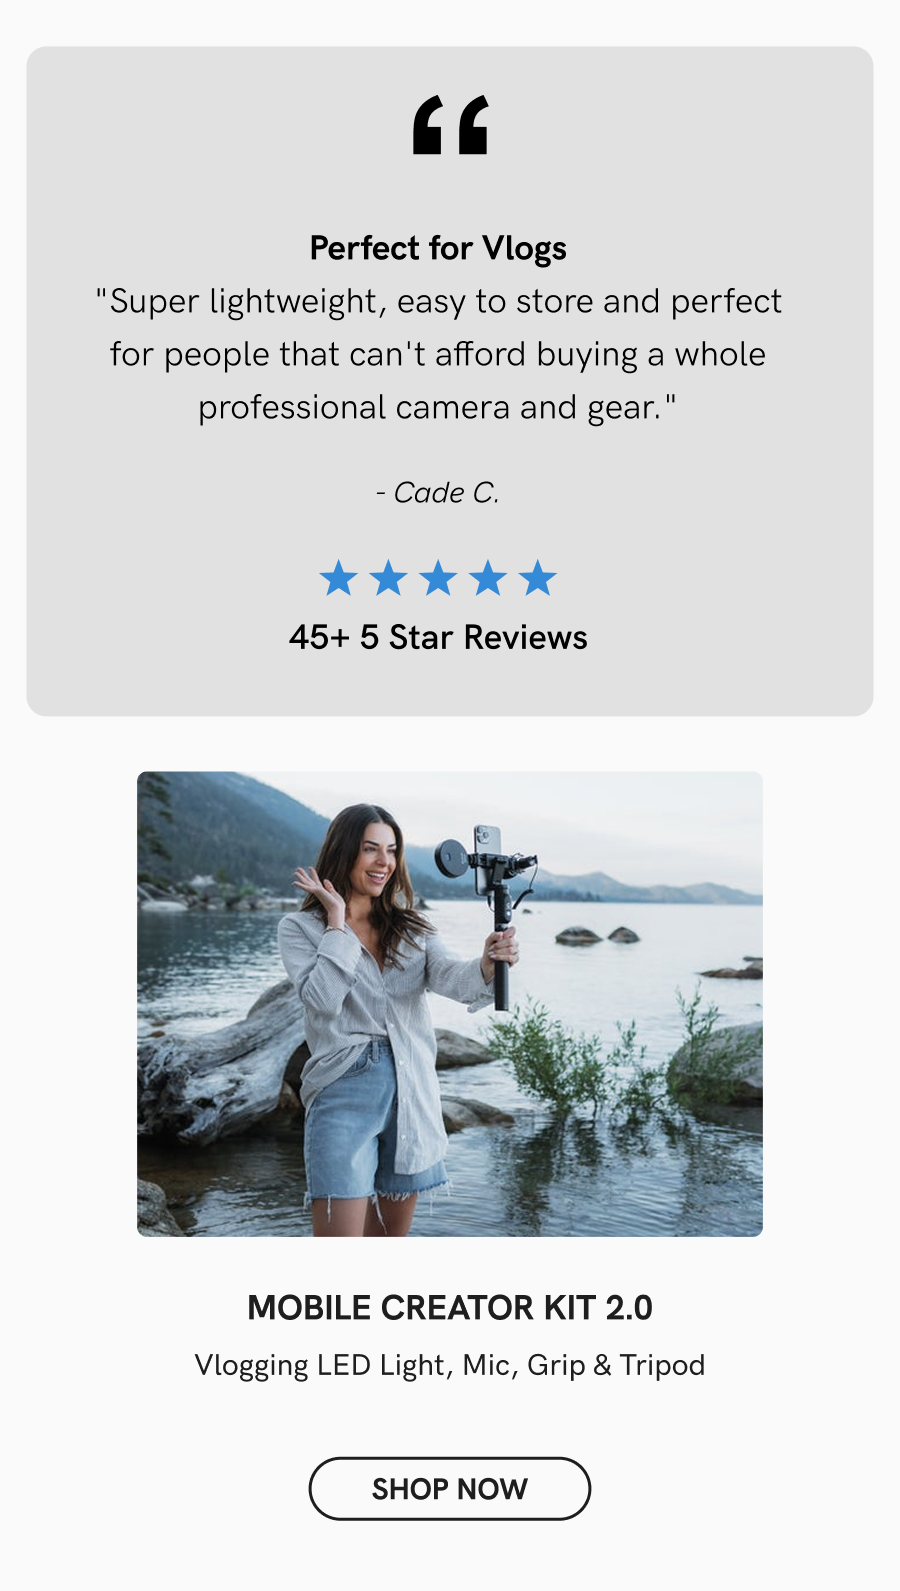 “
Perfect for Vlogs
"Super lightweight, easy to store and perfect
for people that can't afford buying a whole
professional camera and gear."
- Cade C.
45+ 5 Star Reviews
MOBILE CREATOR KIT 2.0
Vlogging LED Light, Mic, Grip & Tripod
SHOP NOW